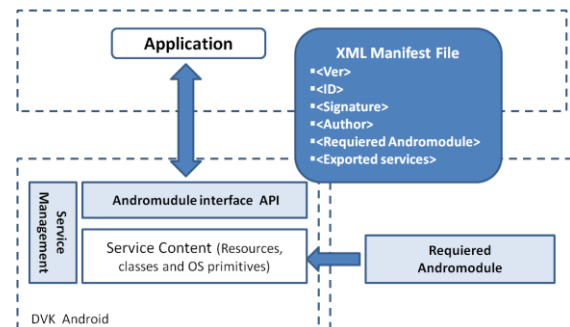 Application
XML Manifest File
▪<Ver>
▪<ID>
▪<Signature>
▪<Author>
▪<Requiered Andromodule>
▪<Exported services>
Service
Management
Andromudule interface API
Service Content (Resources,
classes and OS primitives)
Requiered
Andromodule
DVK Android